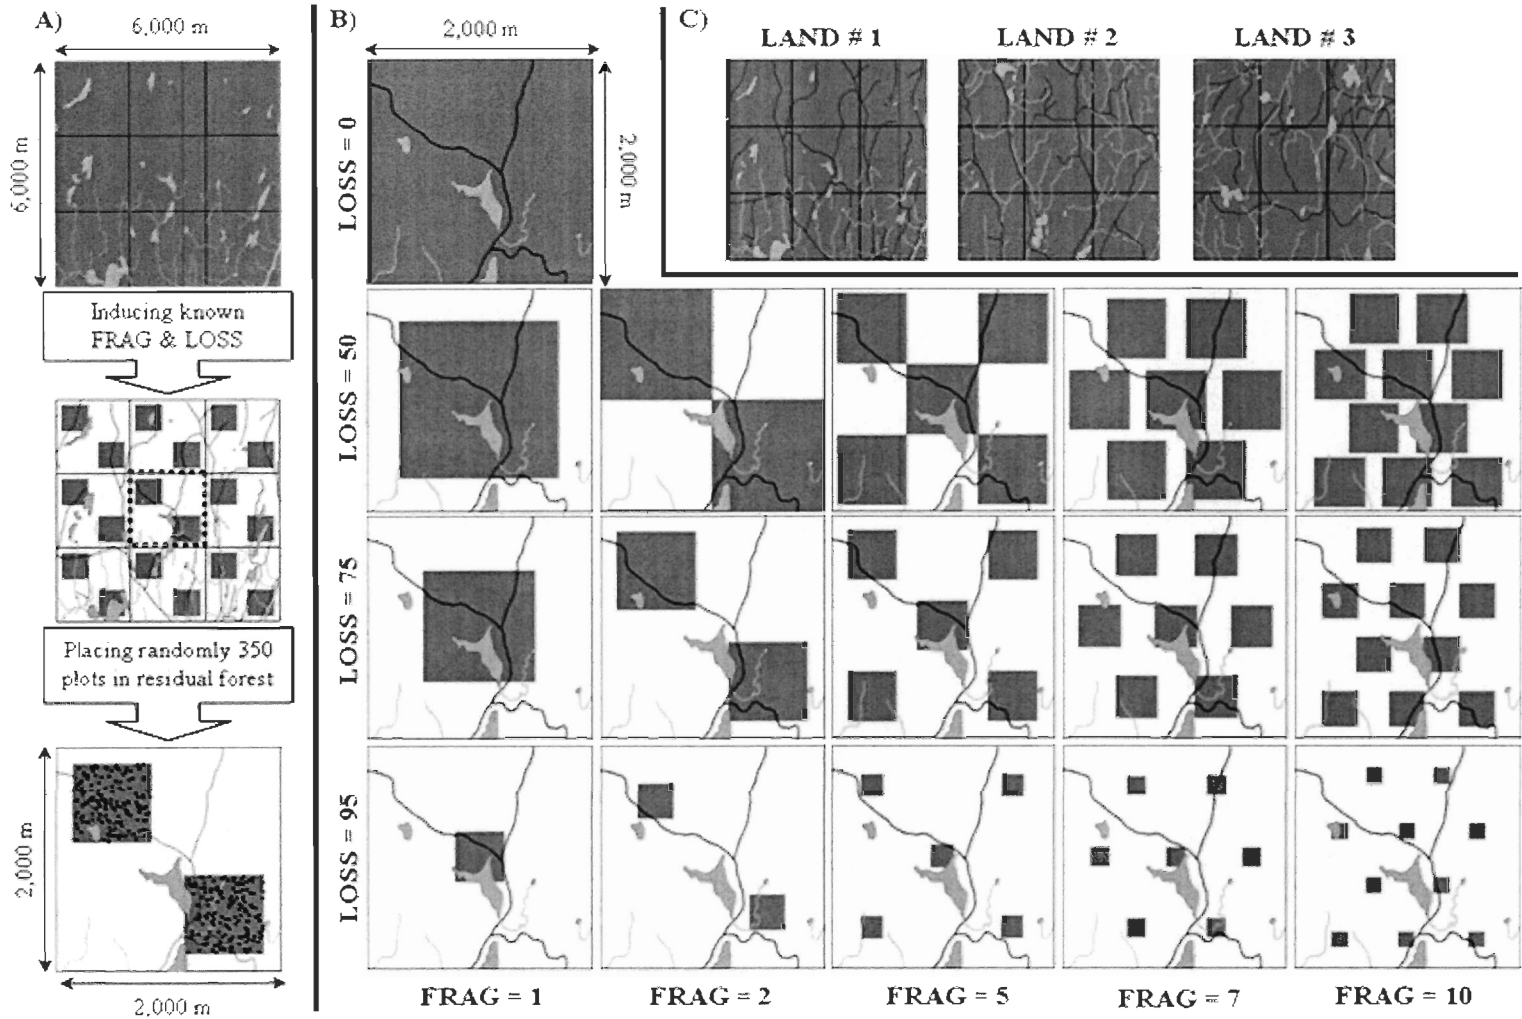 A)
6,000 m
6,000 m
Inducing known
FRAG & LOSS
Placing randomly 350
plots in residual forest
2,000 m
2,000 m
B)
2,000 m
2,000 m
LOSS = 0
LOSS = 50
LOSS = 75
LOSS = 95
FRAG = 1
FRAG = 2
FRAG = 5
FRAG = 7
FRAG = 10
C)
LAND # 1
LAND # 2
LAND # 3